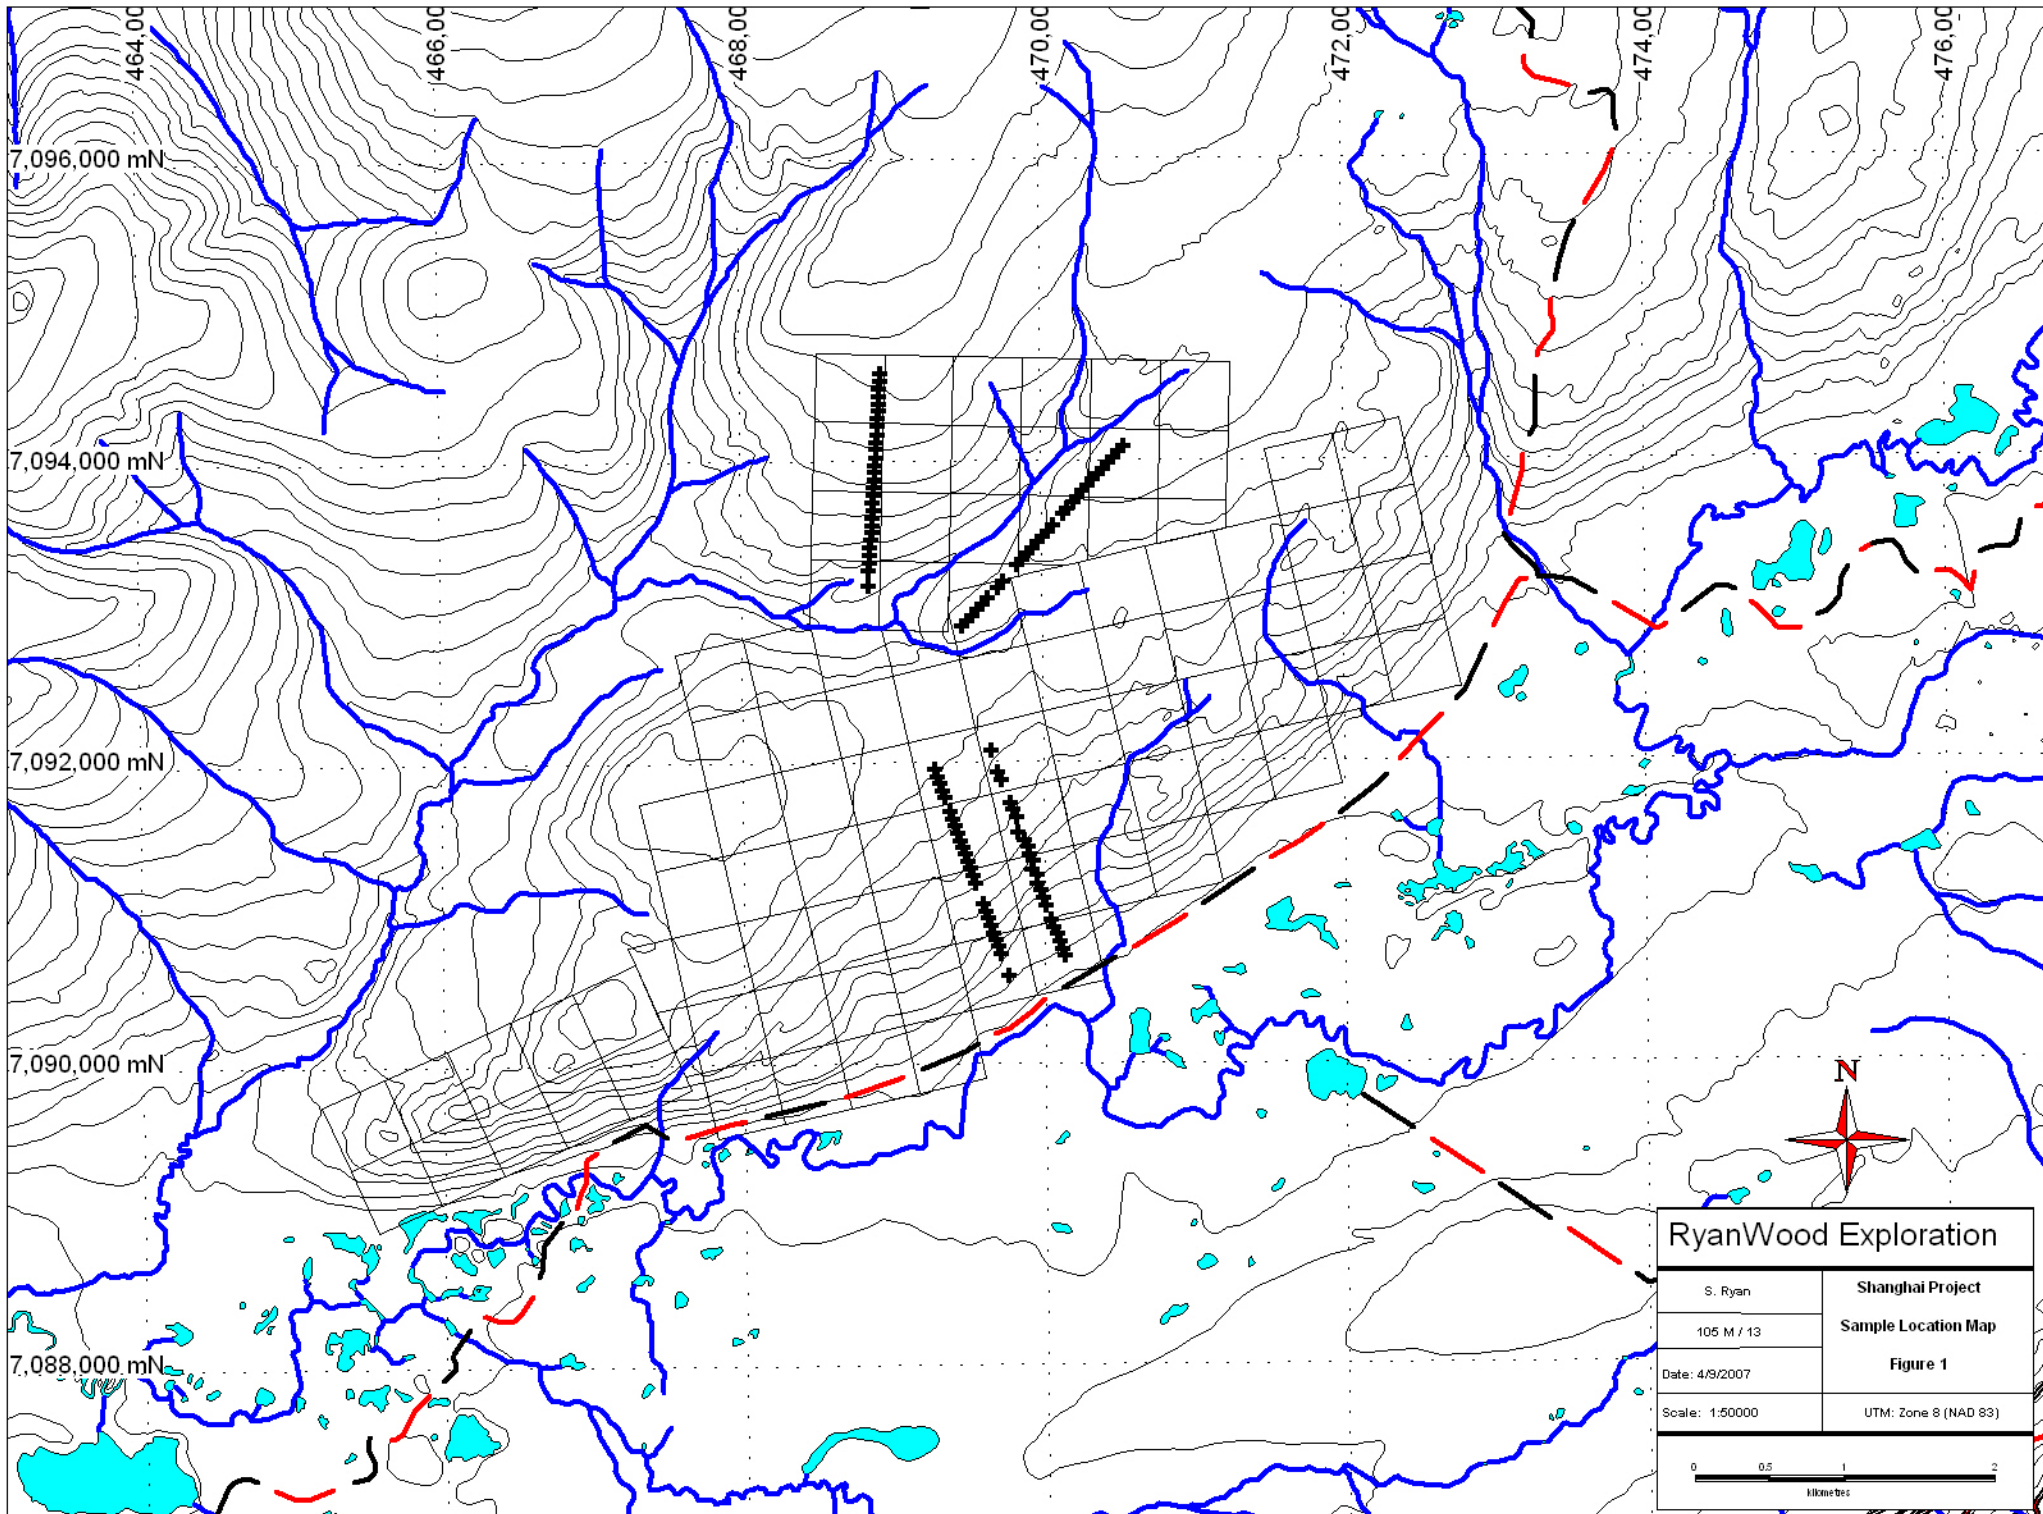 464,00
466,00
468,00
470,00
472,00
474,00
476,00
7,096,000 mN
7,094,000 mN
7,092,000 mN
7,090,000 mN
7,088,000 mN
N
RyanWood Exploration
S. Ryan
Shanghai Project
105 M / 13
Sample Location Map
Figure 1
Date: 4/9/2007
Scale: 1:50000
UTM: Zone 8 (NAD 83)
0 0.5 1 2
kilometres